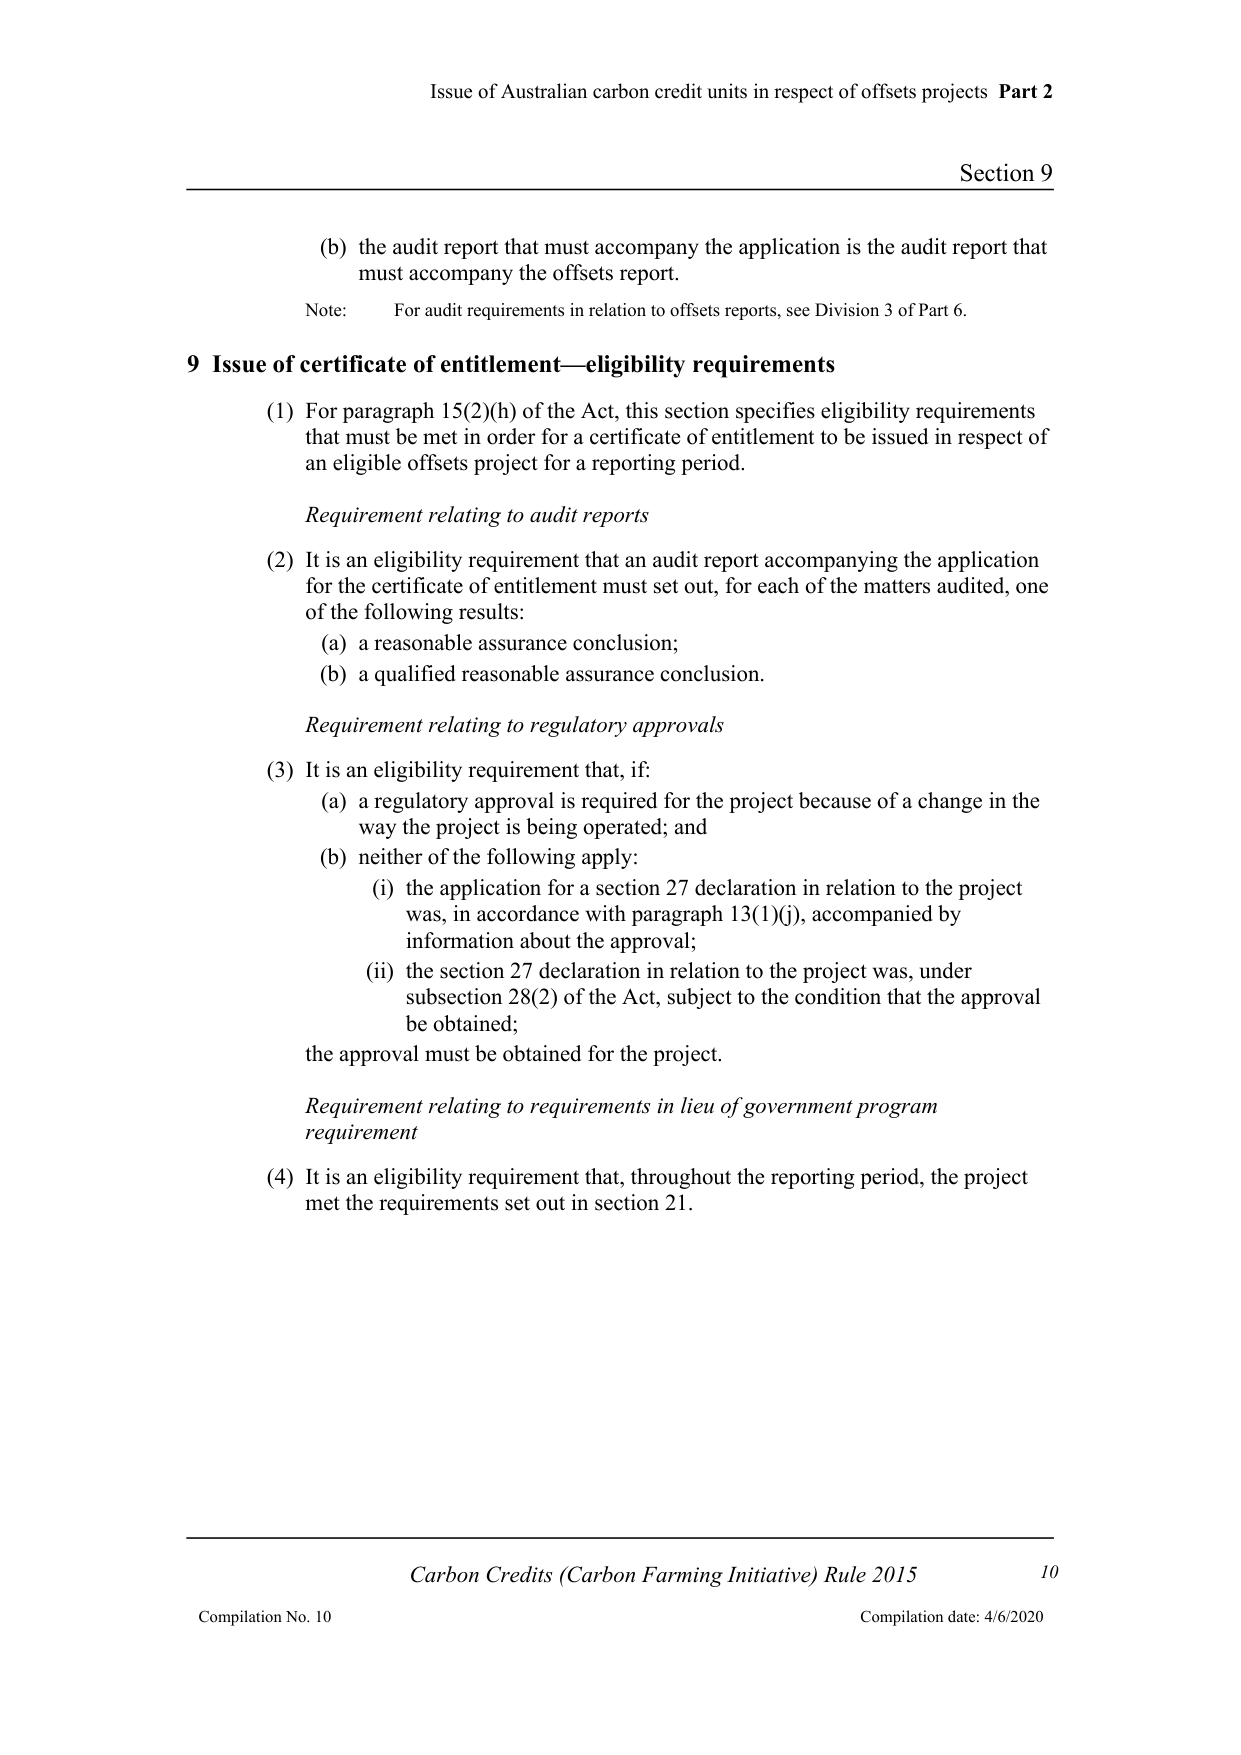 Issue of Australian carbon credit units in respect of offsets projects Part 2
Section 9
(b) the audit report that must accompany the application is the audit report that
must accompany the offsets report.
Note: For audit requirements in relation to offsets reports, see Division 3 of Part 6.
9 Issue of certificate of entitlement—eligibility requirements
(1) For paragraph 15(2)(h) of the Act, this section specifies eligibility requirements
that must be met in order for a certificate of entitlement to be issued in respect of
an eligible offsets project for a reporting period.
Requirement relating to audit reports
(2) It is an eligibility requirement that an audit report accompanying the application
for the certificate of entitlement must set out, for each of the matters audited, one
of the following results:
(a) a reasonable assurance conclusion;
(b) a qualified reasonable assurance conclusion.
Requirement relating to regulatory approvals
(3) It is an eligibility requirement that, if:
(a) a regulatory approval is required for the project because of a change in the
way the project is being operated; and
(b) neither of the following apply:
(i) the application for a section 27 declaration in relation to the project
was, in accordance with paragraph 13(1)(j), accompanied by
information about the approval;
(ii) the section 27 declaration in relation to the project was, under
subsection 28(2) of the Act, subject to the condition that the approval
be obtained;
the approval must be obtained for the project.
Requirement relating to requirements in lieu of government program
requirement
(4) It is an eligibility requirement that, throughout the reporting period, the project
met the requirements set out in section 21.
Carbon Credits (Carbon Farming Initiative) Rule 2015 10
Compilation No. 10 Compilation date: 4/6/2020